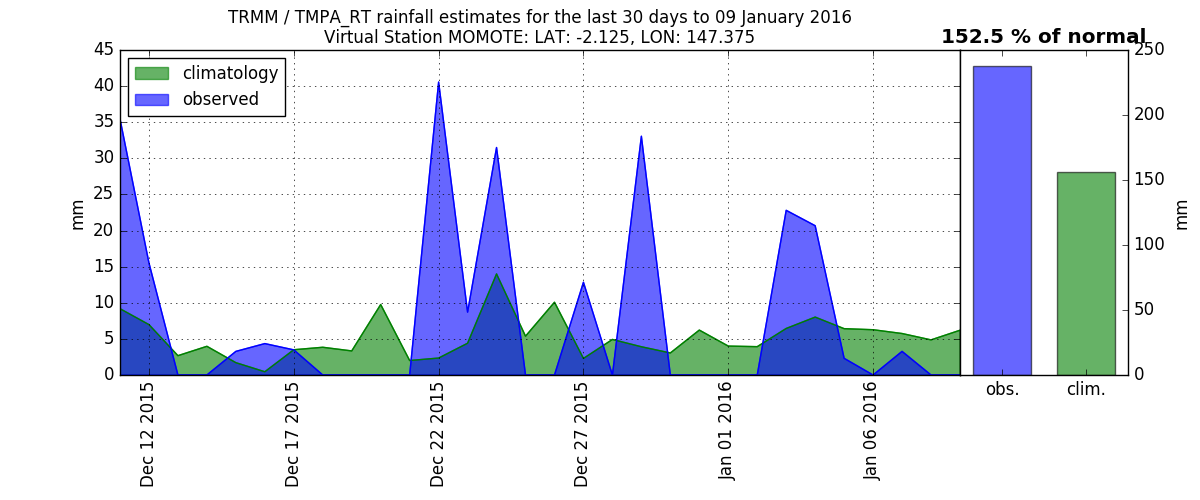 TRMM / TMPA_RT rainfall estimates for the last 30 days to 09 January 2016
Virtual Station MOMOTE: LAT: -2.125, LON: 147.375
152.5 % of normal
climatology
observed
45
40
35
30
25
20
15
10
5
0
mm
Dec 12 2015
Dec 17 2015
Dec 22 2015
Dec 27 2015
Jan 01 2016
Jan 06 2016
250
200
150
100
50
0
mm
obs.
clim.